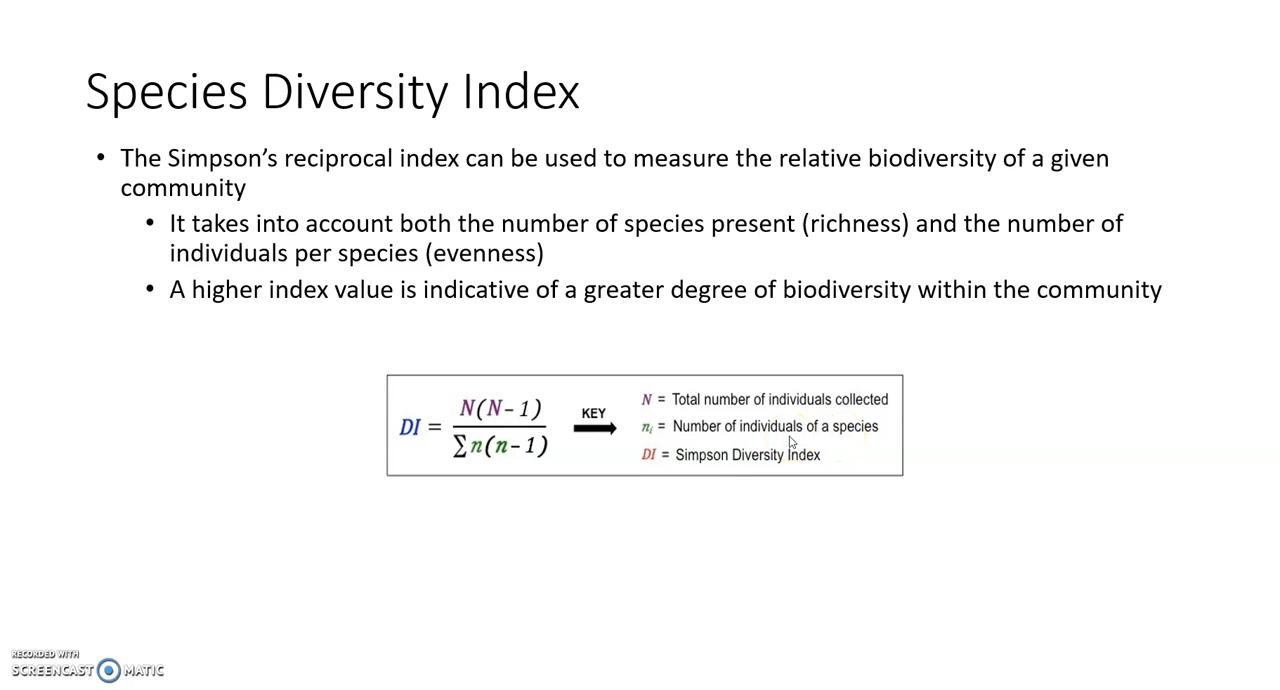 Species Diversity Index
• The Simpson's reciprocal index can be used to measure the relative biodiversity of a given
community
• It takes into account both the number of species present (richness) and the number of
individuals per species (evenness)
• A higher index value is indicative of a greater degree of biodiversity within the community
DI = N(N-1) / ∑n(n-1)
KEY
N = Total number of individuals collected
nᵢ = Number of individuals of a species
DI = Simpson Diversity Index
RECORDED WITH
SCREENCAST MATIC